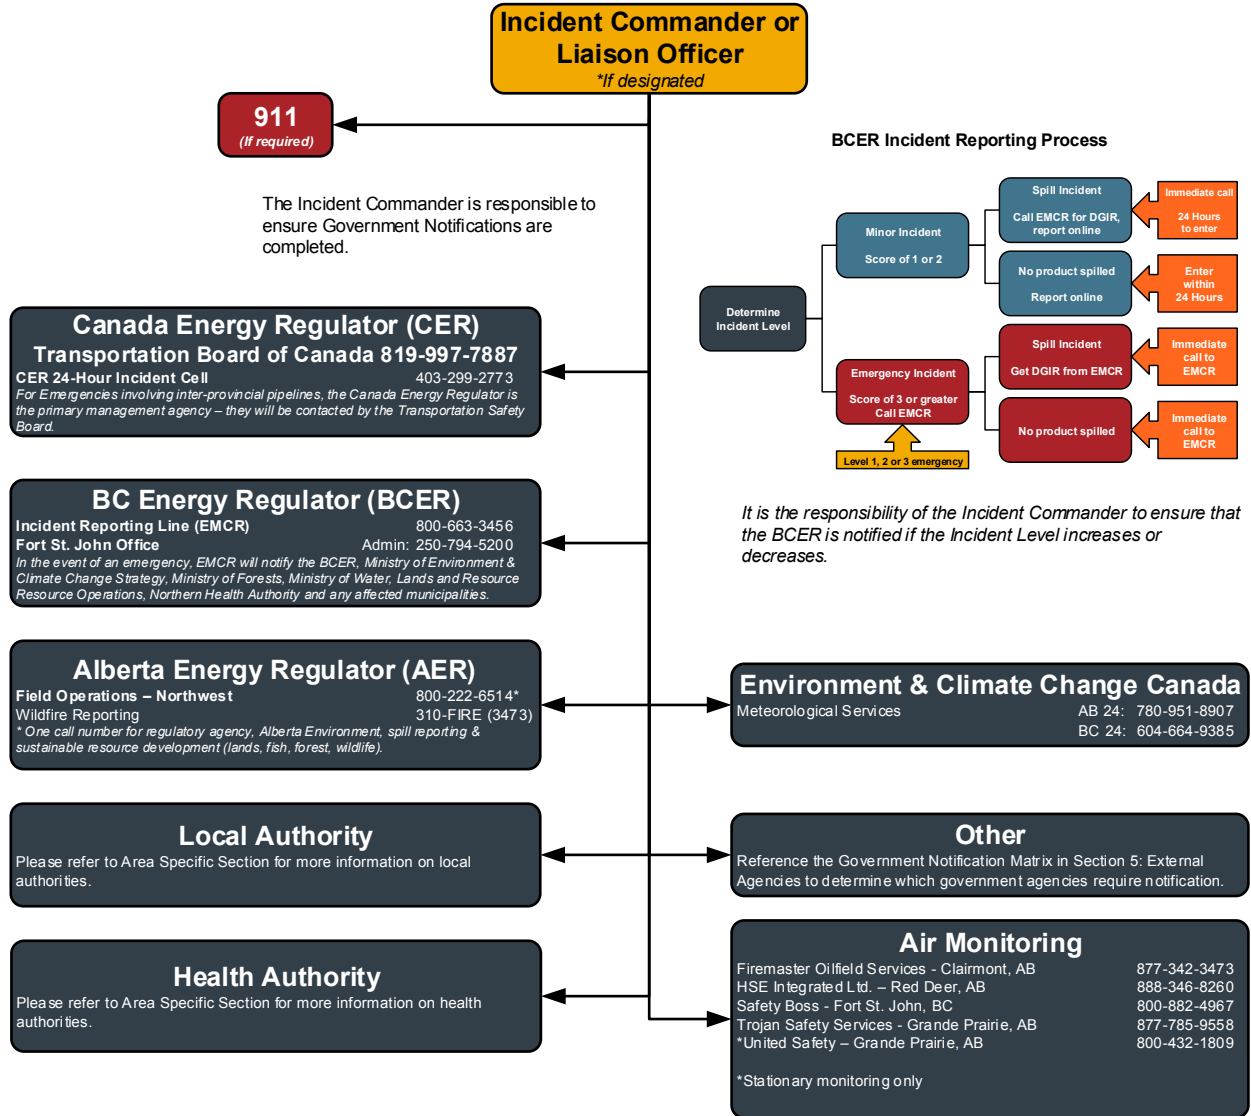 Incident Commander or
Liaison Officer
*If designated
911
(If required)
The Incident Commander is responsible to
ensure Government Notifications are
completed.
BCER Incident Reporting Process
Determine
Incident Level
Minor Incident
Score of 1 or 2
Spill Incident
Call EMCR for DGIR,
report online
Immediate call
24 Hours
to enter
No product spilled
Report online
Enter
within
24 Hours
Emergency Incident
Score of 3 or greater
Call EMCR
Level 1, 2 or 3 emergency
Spill Incident
Get DGIR from EMCR
Immediate
call to
EMCR
No product spilled
Immediate
call to
EMCR
It is the responsibility of the Incident Commander to ensure that
the BCER is notified if the Incident Level increases or
decreases.
Canada Energy Regulator (CER)
Transportation Board of Canada 819-997-7887
CER 24-Hour Incident Cell 403-299-2773
For Emergencies involving inter-provincial pipelines, the Canada Energy Regulator is
the primary management agency – they will be contacted by the Transportation Safety
Board.
BC Energy Regulator (BCER)
Incident Reporting Line (EMCR) 800-663-3456
Fort St. John Office Admin: 250-794-5200
In the event of an emergency, EMCR will notify the BCER, Ministry of Environment &
Climate Change Strategy, Ministry of Forests, Ministry of Water, Lands and Resource
Resource Operations, Northern Health Authority and any affected municipalities.
Alberta Energy Regulator (AER)
Field Operations – Northwest 800-222-6514*
Wildfire Reporting 310-FIRE (3473)
* One call number for regulatory agency, Alberta Environment, spill reporting &
sustainable resource development (lands, fish, forest, wildlife).
Environment & Climate Change Canada
Meteorological Services AB 24: 780-951-8907
BC 24: 604-664-9385
Local Authority
Please refer to Area Specific Section for more information on local
authorities.
Other
Reference the Government Notification Matrix in Section 5: External
Agencies to determine which government agencies require notification.
Health Authority
Please refer to Area Specific Section for more information on health
authorities.
Air Monitoring
Firemaster Oilfield Services - Clairmont, AB 877-342-3473
HSE Integrated Ltd. – Red Deer, AB 888-346-8260
Safety Boss - Fort St. John, BC 800-882-4967
Trojan Safety Services - Grande Prairie, AB 877-785-9558
*United Safety – Grande Prairie, AB 800-432-1809
*Stationary monitoring only